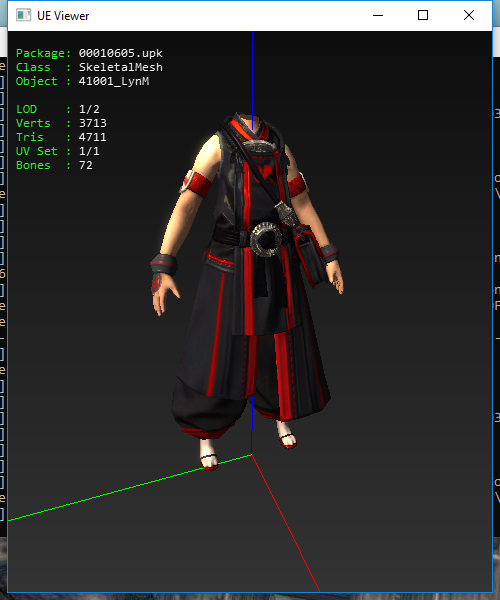 UE Viewer
Package: 00010605.upk
Class : SkeletalMesh
Object : 41001_LynM
LOD : 1/2
Verts : 3713
Tris : 4711
UV Set : 1/1
Bones : 72